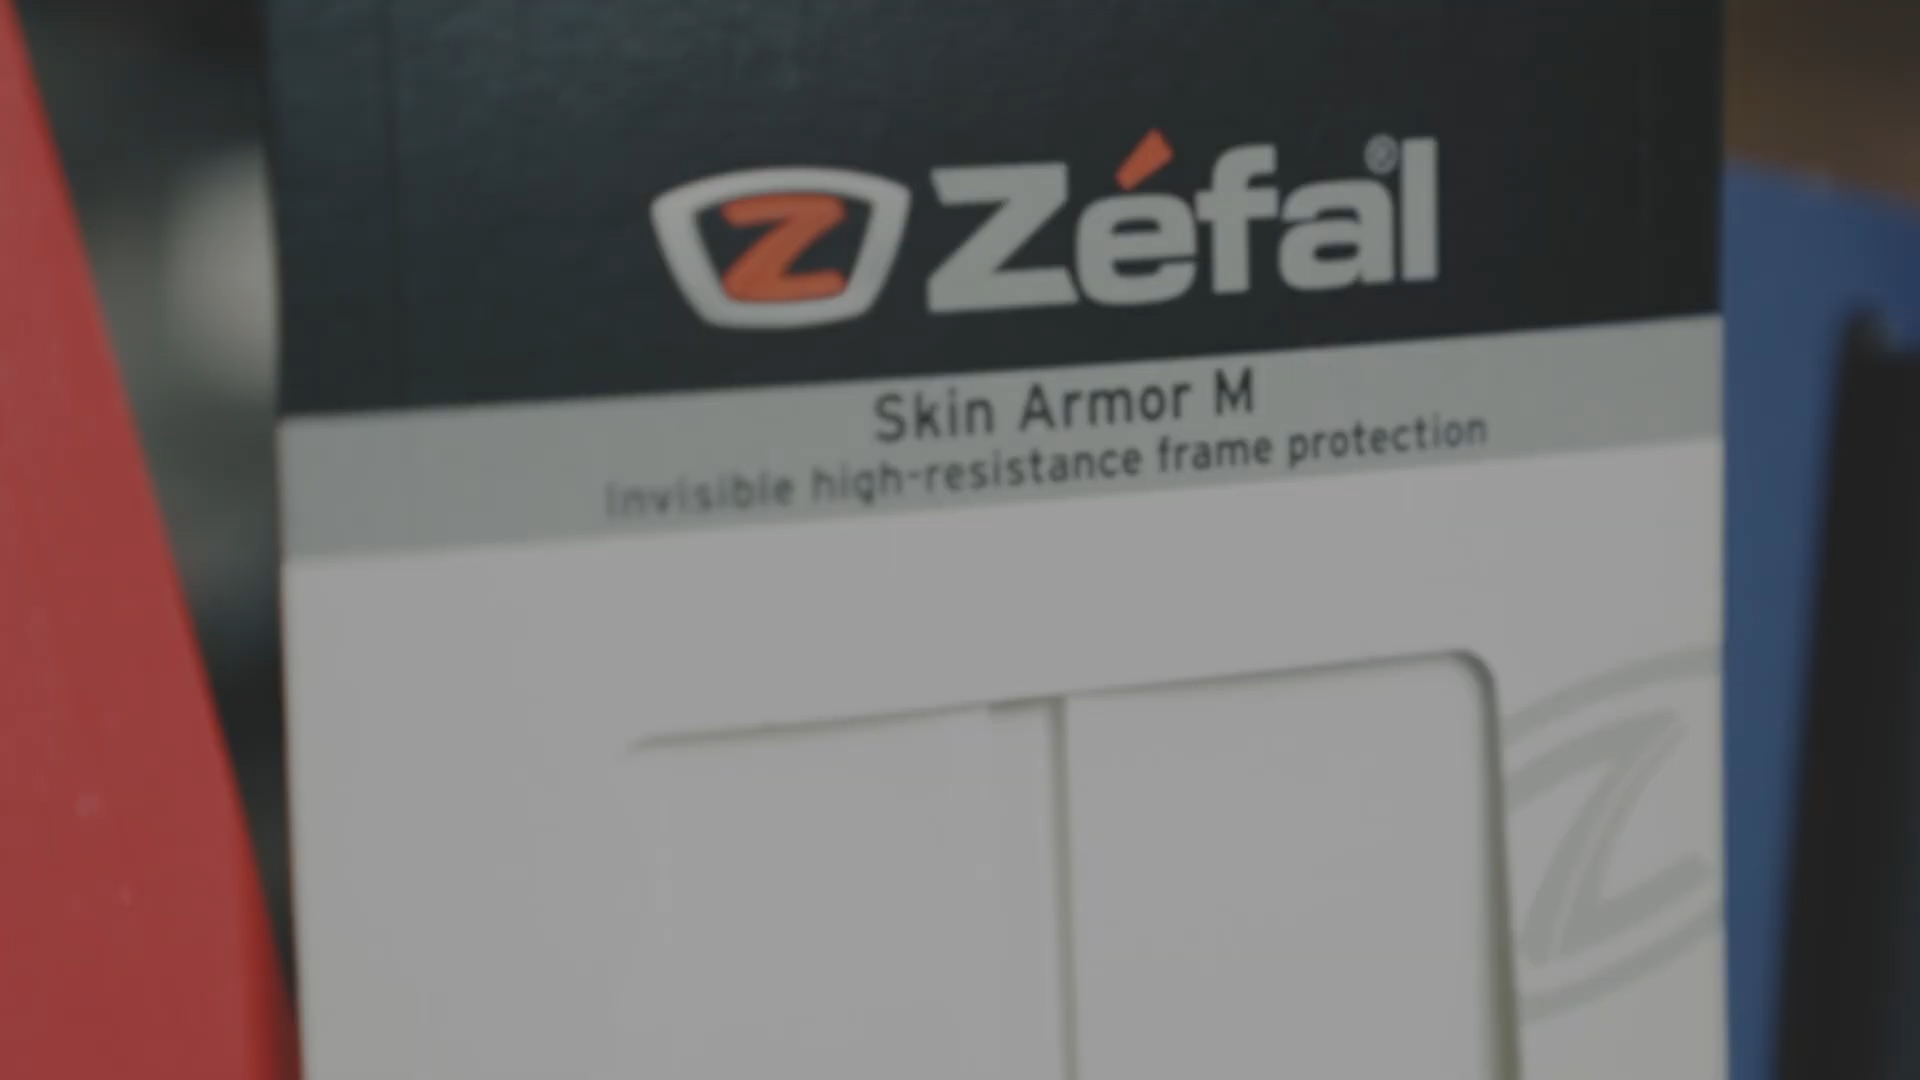 Z Zéfal®
Skin Armor M
Invisible high-resistance frame protection
Z